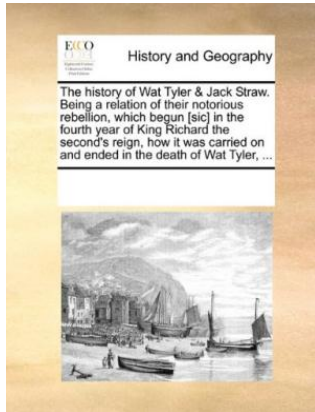 ECCO
History and Geography
The history of Wat Tyler & Jack Straw.
Being a relation of their notorious
rebellion, which begun [sic] in the
fourth year of King Richard the
second's reign, how it was carried on
and ended in the death of Wat Tyler, ...